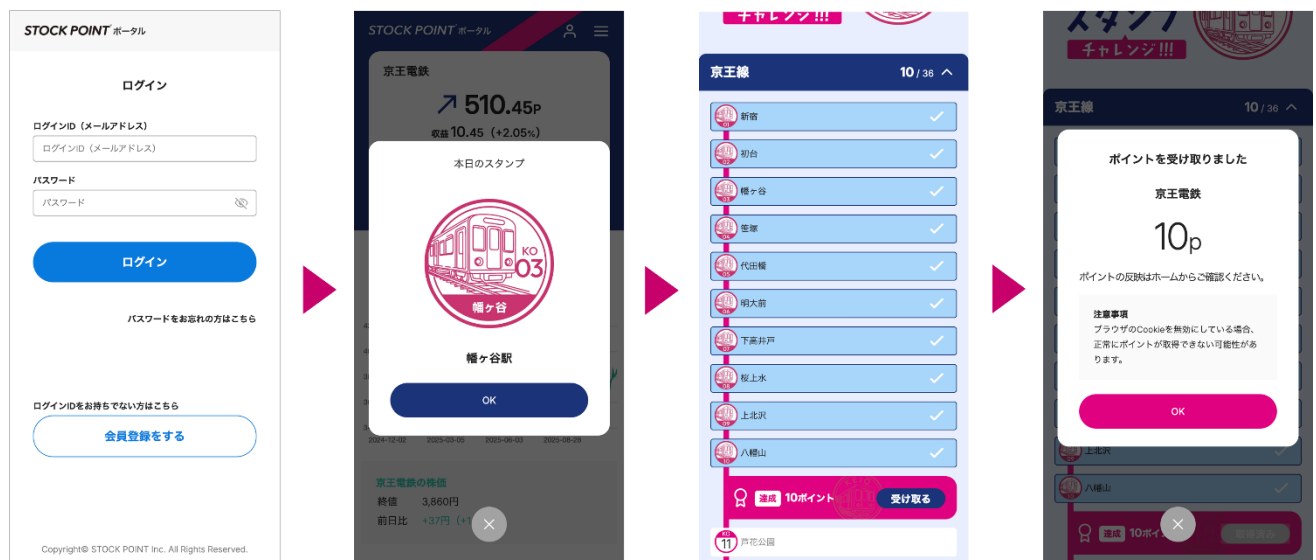 STOCK POINT ポータル
ログイン
ログインID（メールアドレス）
ログインID（メールアドレス）
パスワード
パスワード
ログイン
パスワードをお忘れの方はこちら
ログインIDをお持ちでない方はこちら
会員登録をする
Copyright© STOCK POINT Inc. All Rights Reserved.
STOCK POINT ポータル
京王電鉄
510.45P
収益10.45 (+2.05%)
本日のスタンプ
KO
03
幡ヶ谷
幡ヶ谷駅
OK
2024-12-02 2025-03-05 2025-06-03 2025-08-28
京王電鉄の株価
終値 3,860円
前日比 +37円
チャレンジ!!!
京王線 10 / 36
01 新宿
02 初台
03 幡ヶ谷
04 笹塚
05 代田橋
06 明大前
07 下高井戸
08 桜上水
09 上北沢
10 八幡山
達成 10ポイント 受け取る
KO
11 芦花公園
スタンプ
チャレンジ!!!
京王線 10 / 36
ポイントを受け取りました
京王電鉄
10p
ポイントの反映はホームからご確認ください。
注意事項
ブラウザのCookieを無効にしている場合、
正常にポイントが取得できない可能性があ
ります。
OK
上北沢
八幡山
達成 10ポ 取得済み